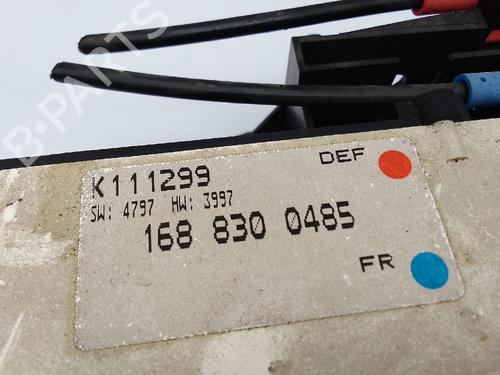 B-PARTS
K111299
DEF
SW: 4797 HW: 3997
168 830 0485
FR